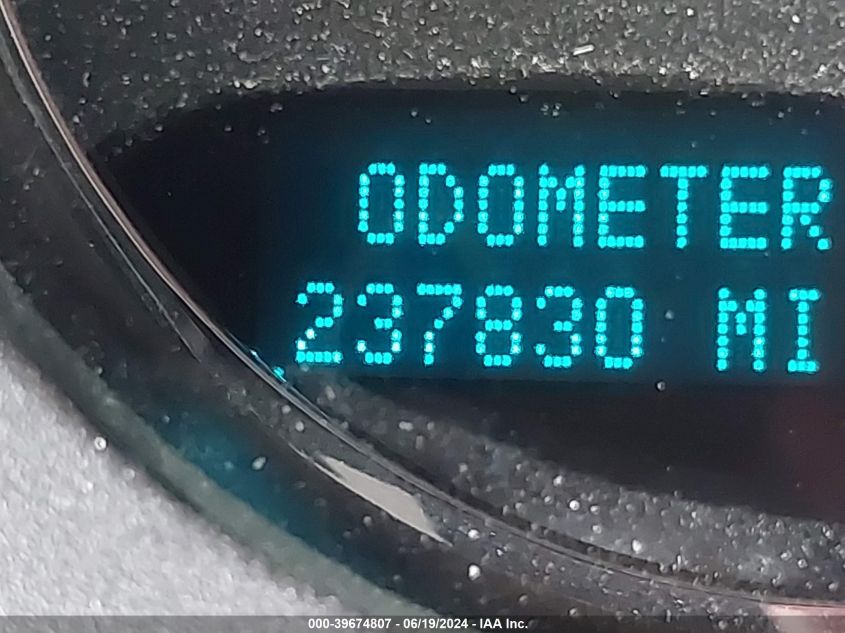 ODOMETER
237830 MI
000-39674807 - 06/19/2024 - IAA Inc.